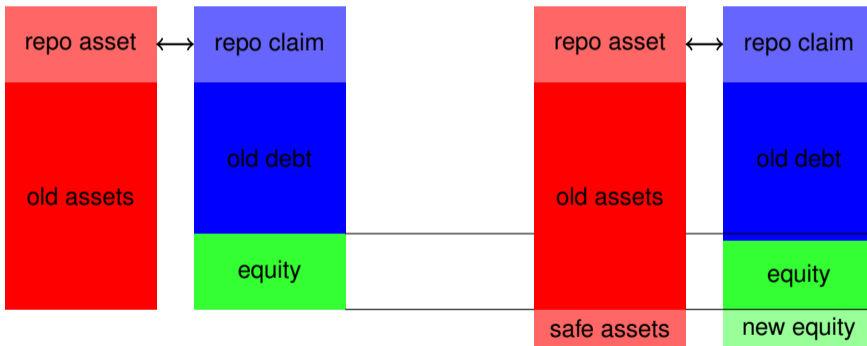 repo asset
repo claim
repo asset
repo claim
old debt
old debt
old assets
old assets
equity
equity
safe assets
new equity